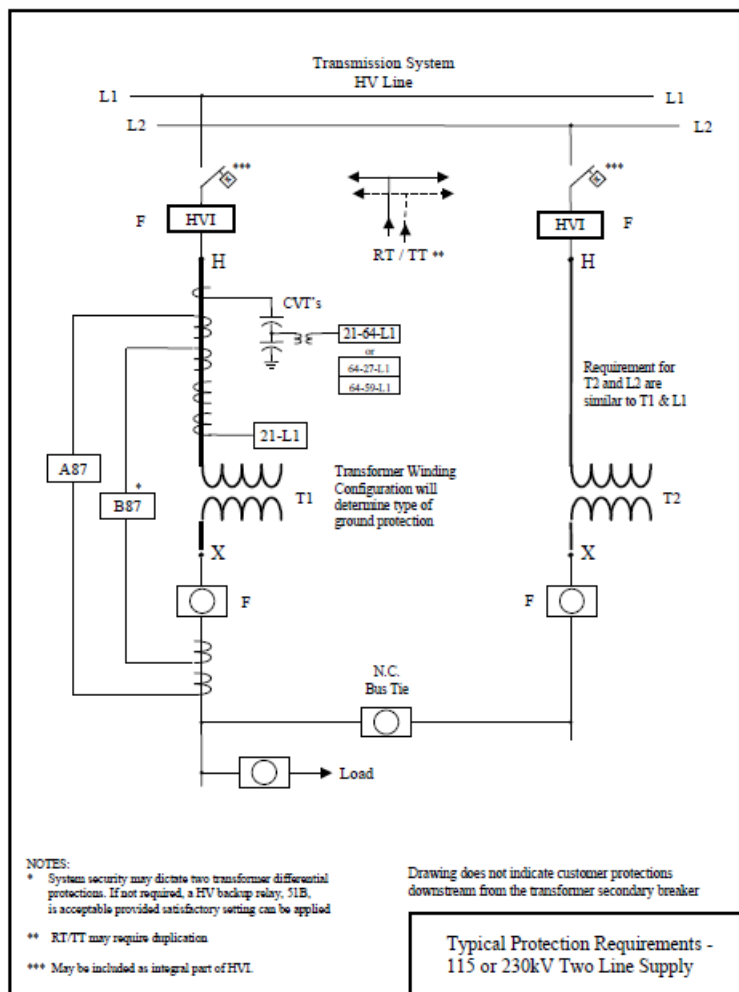 Transmission System
HV Line
L1
L1
L2
L2
***
***
F
HVI
HVI
F
RT / TT **
H
H
CVT's
21-64-L1
or
64-27-L1
64-59-L1
Requirement for
T2 and L2 are
similar to T1 & L1
21-L1
A87
*
B87
T1
Transformer Winding
Configuration will
determine type of
ground protection
T2
X
X
F
F
N.C.
Bus Tie
Load
NOTES:
* System security may dictate two transformer differential
protections. If not required, a HV backup relay, 51B,
is acceptable provided satisfactory setting can be applied
** RT/TT may require duplication
*** May be included as integral part of HVI.
Drawing does not indicate customer protections
downstream from the transformer secondary breaker
Typical Protection Requirements -
115 or 230kV Two Line Supply